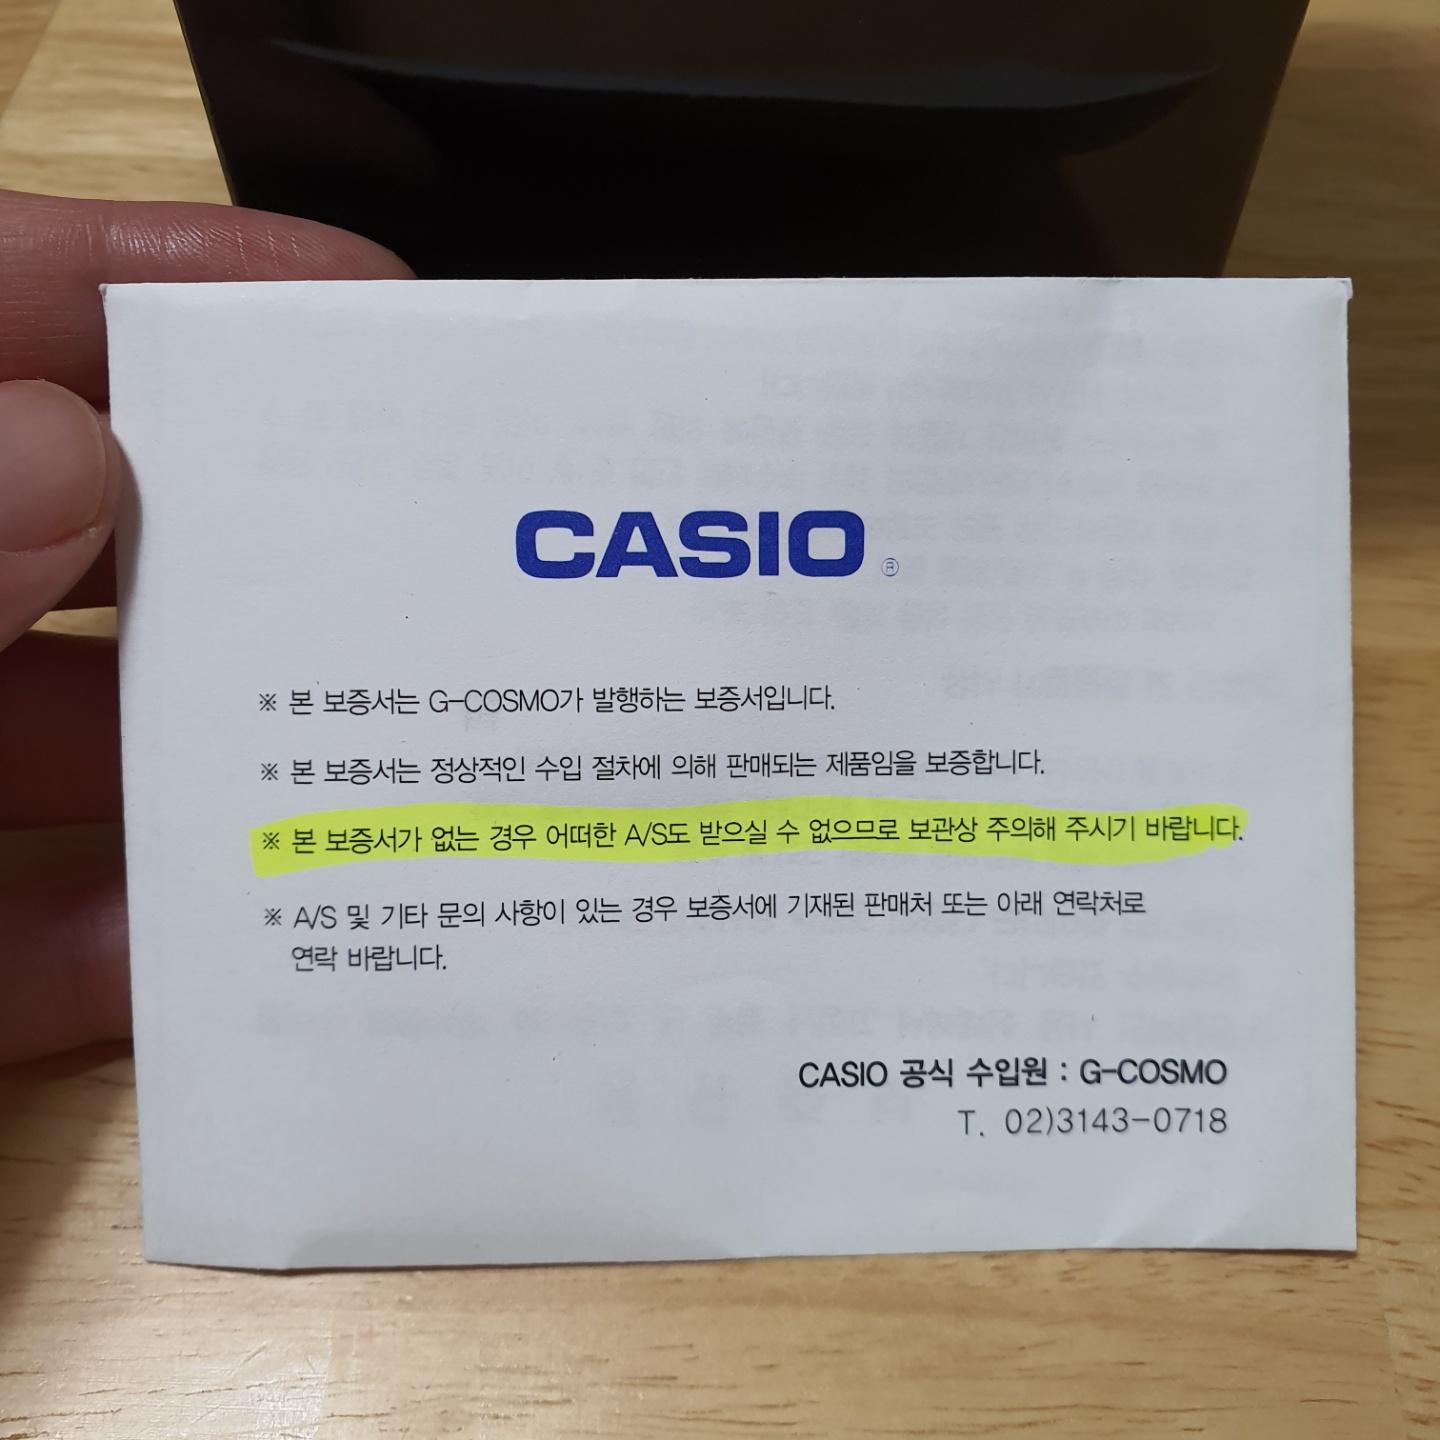 CASIO®
※ 본 보증서는 G-COSMO가 발행하는 보증서입니다.
※ 본 보증서는 정상적인 수입 절차에 의해 판매되는 제품임을 보증합니다.
※ 본 보증서가 없는 경우 어떠한 A/S도 받으실 수 없으므로 보관상 주의해 주시기 바랍니다.
※ A/S 및 기타 문의 사항이 있는 경우 보증서에 기재된 판매처 또는 아래 연락처로
연락 바랍니다.
CASIO 공식 수입원 : G-COSMO
T. 02)3143-0718